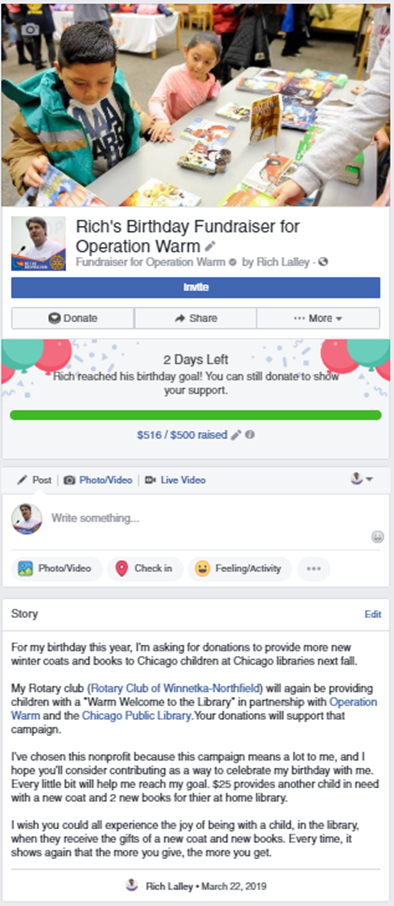 Rich's Birthday Fundraiser for
Operation Warm
Fundraiser for Operation Warm by Rich Lalley -
Invite
Donate
Share
More
2 Days Left
Rich reached his birthday goal! You can still donate to show
your support.
$516 / $500 raised
Post
Photo/Video
Live Video
Write something...
Photo/Video
Check in
Feeling/Activity
Story
Edit
For my birthday this year, I'm asking for donations to provide more new
winter coats and books to Chicago children at Chicago libraries next fall.
My Rotary club (Rotary Club of Winnetka-Northfield) will again be providing
children with a "Warm Welcome to the Library" in partnership with Operation
Warm and the Chicago Public Library.Your donations will support that
campaign.
I've chosen this nonprofit because this campaign means a lot to me, and I
hope you'll consider contributing as a way to celebrate my birthday with me.
Every little bit will help me reach my goal. $25 provides another child in need
with a new coat and 2 new books for thier at home library.
I wish you could all experience the joy of being with a child, in the library,
when they receive the gifts of a new coat and new books. Every time, it
shows again that the more you give, the more you get.
Rich Lalley • March 22, 2019